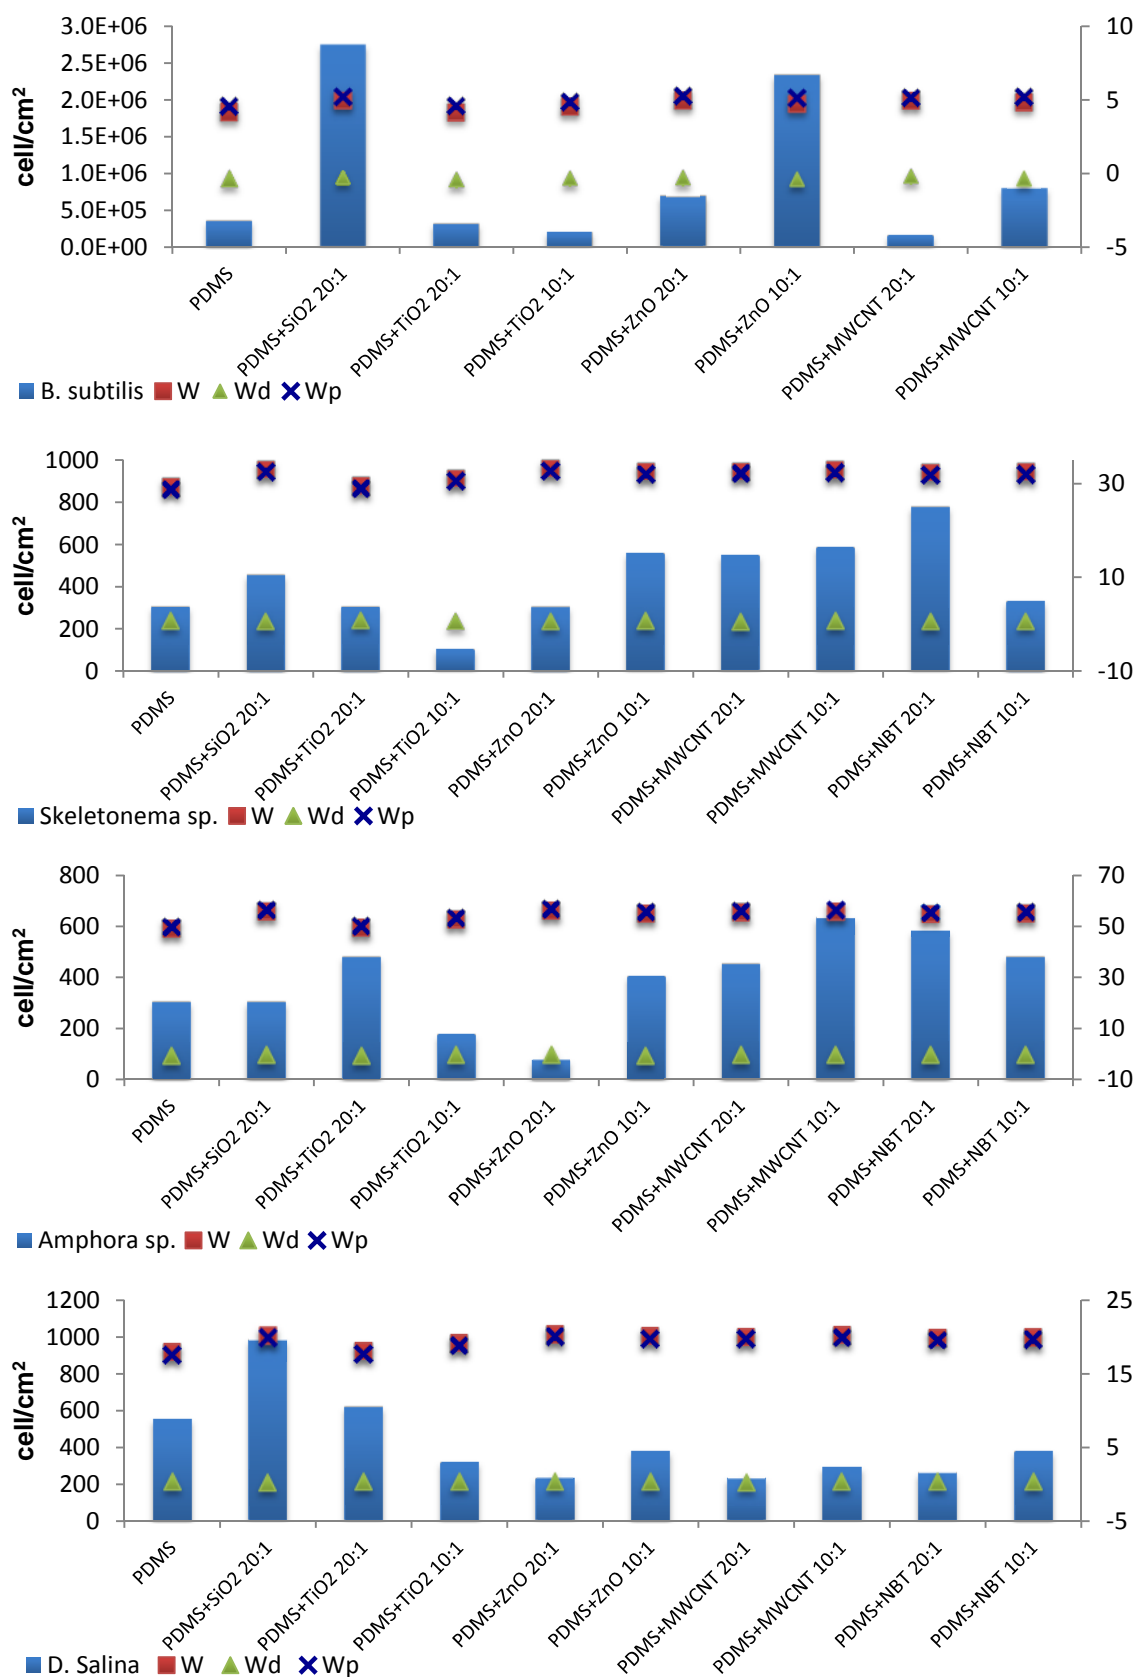 cell/cm²
3.0E+06
2.5E+06
2.0E+06
1.5E+06
1.0E+06
5.0E+05
0.0E+00
10
5
0
-5
PDMS
PDMS+SiO2 20:1
PDMS+TiO2 20:1
PDMS+TiO2 10:1
PDMS+ZnO 20:1
PDMS+ZnO 10:1
PDMS+MWCNT 20:1
PDMS+MWCNT 10:1
B. subtilis W Wd Wp
cell/cm²
1000
800
600
400
200
0
30
10
-10
PDMS
PDMS+SiO2 20:1
PDMS+TiO2 20:1
PDMS+TiO2 10:1
PDMS+ZnO 20:1
PDMS+ZnO 10:1
PDMS+MWCNT 20:1
PDMS+MWCNT 10:1
PDMS+NBT 20:1
PDMS+NBT 10:1
Skeletonema sp. W Wd Wp
cell/cm²
800
600
400
200
0
70
50
30
10
-10
PDMS
PDMS+SiO2 20:1
PDMS+TiO2 20:1
PDMS+TiO2 10:1
PDMS+ZnO 20:1
PDMS+ZnO 10:1
PDMS+MWCNT 20:1
PDMS+MWCNT 10:1
PDMS+NBT 20:1
PDMS+NBT 10:1
Amphora sp. W Wd Wp
cell/cm²
1200
1000
800
600
400
200
0
25
15
5
-5
PDMS
PDMS+SiO2 20:1
PDMS+TiO2 20:1
PDMS+TiO2 10:1
PDMS+ZnO 20:1
PDMS+ZnO 10:1
PDMS+MWCNT 20:1
PDMS+MWCNT 10:1
PDMS+NBT 20:1
PDMS+NBT 10:1
D. Salina W Wd Wp